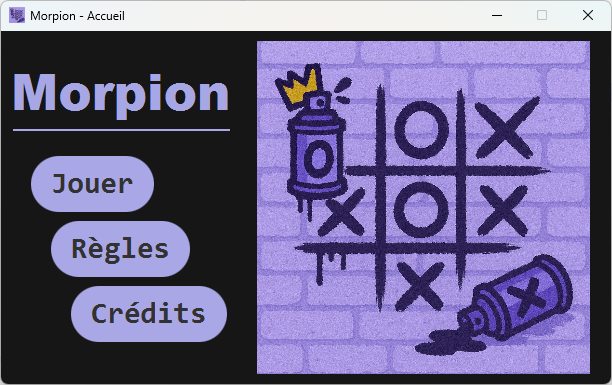 Morpion - Accueil
Morpion
Jouer
Règles
Crédits
O X
O
X O X
X
X